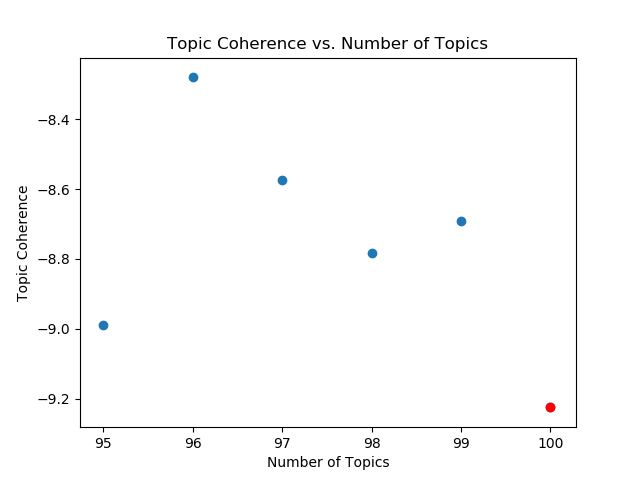 Topic Coherence vs. Number of Topics
Topic Coherence
−8.4
−8.6
−8.8
−9.0
−9.2
95 96 97 98 99 100
Number of Topics